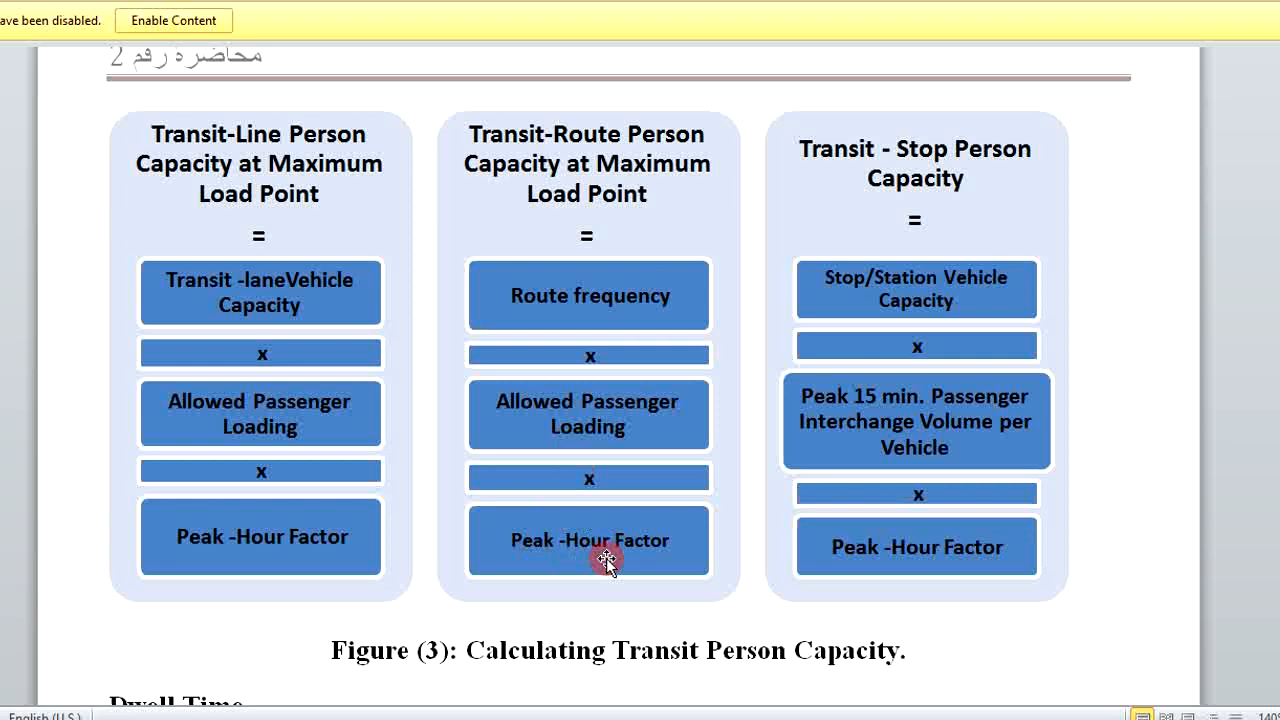 ave been disabled.
Enable Content
محاضرة رقم 2
Transit-Line Person
Capacity at Maximum
Load Point
=
Transit -laneVehicle
Capacity
x
Allowed Passenger
Loading
x
Peak -Hour Factor
Transit-Route Person
Capacity at Maximum
Load Point
=
Route frequency
x
Allowed Passenger
Loading
x
Peak -Hour Factor
Transit - Stop Person
Capacity
=
Stop/Station Vehicle
Capacity
x
Peak 15 min. Passenger
Interchange Volume per
Vehicle
x
Peak -Hour Factor
Figure (3): Calculating Transit Person Capacity.
Dwell Time
English (U.S.)
140%